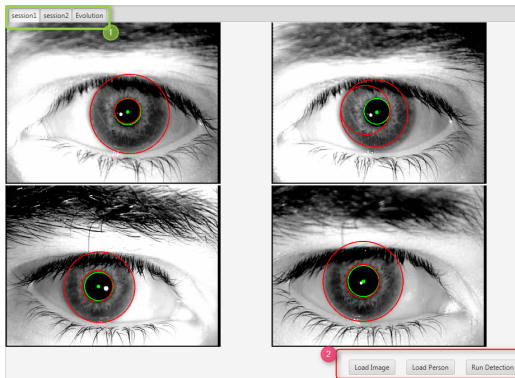 session1 session2 Evolution
1
2
Load Image Load Person Run Detection